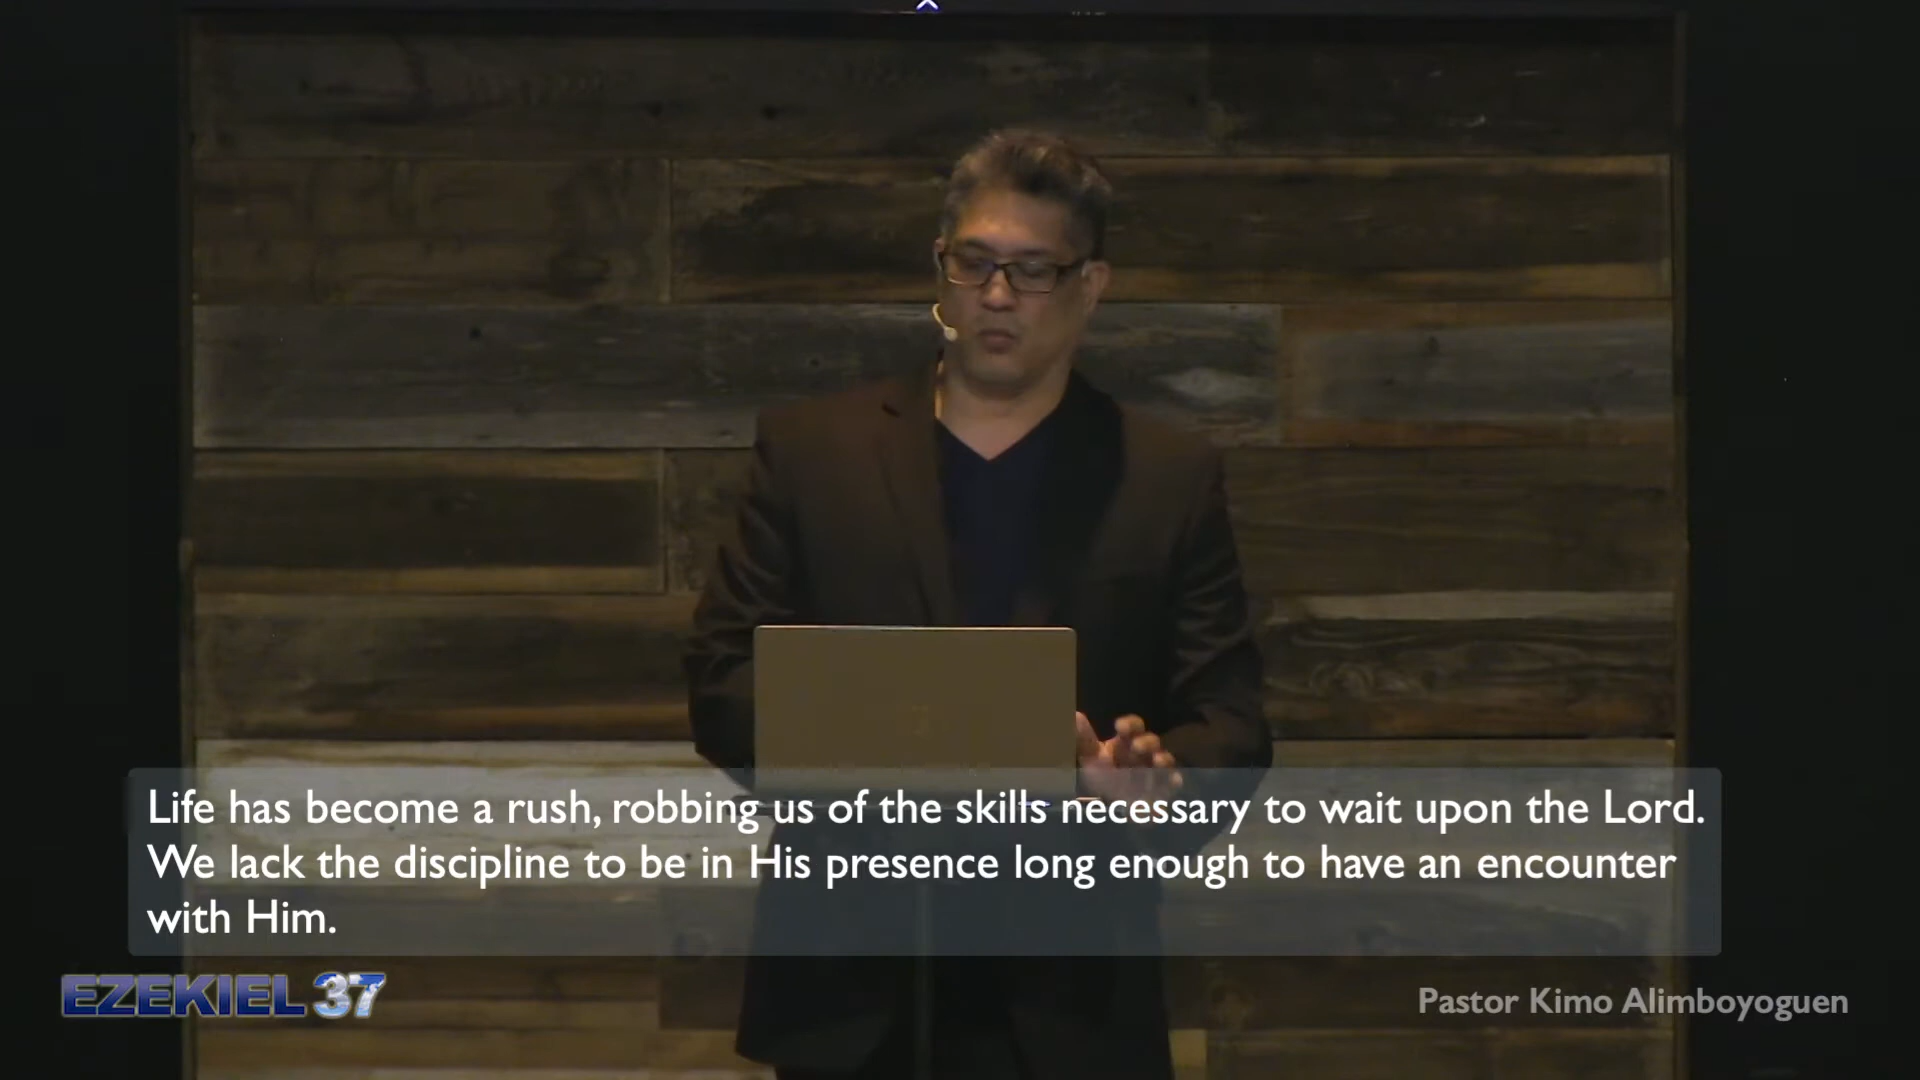 Life has become a rush, robbing us of the skills necessary to wait upon the Lord.
We lack the discipline to be in His presence long enough to have an encounter
with Him.
EZEKIEL 37
Pastor Kimo Alimboyoguen